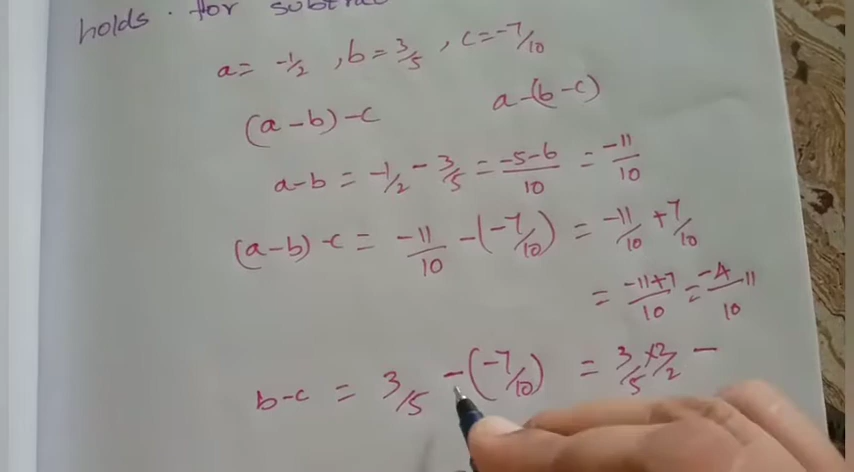 holds. for
a = -1/2 , b = 3/5 , c = -7/10
(a-b)-c a-(b-c)
a-b = -1/2 - 3/5 = -5-6/10 = -11/10
(a-b)-c = -11/10 -(-7/10) = -11/10 + 7/10
= -11+7/10 = -4/10 -11
b-c = 3/5 -(-7/10) = 3/5 ×2/2 -